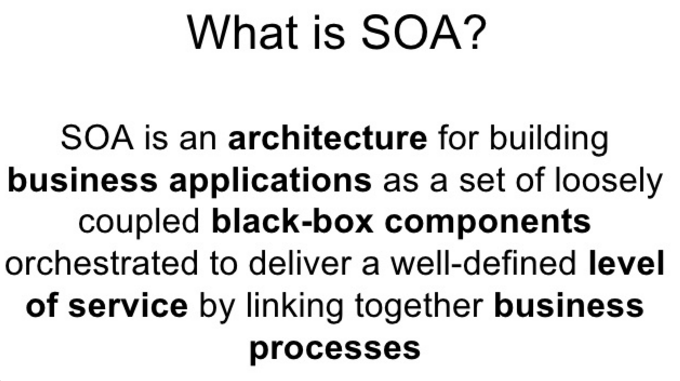 What is SOA?
SOA is an architecture for building
business applications as a set of loosely
coupled black-box components
orchestrated to deliver a well-defined level
of service by linking together business
processes